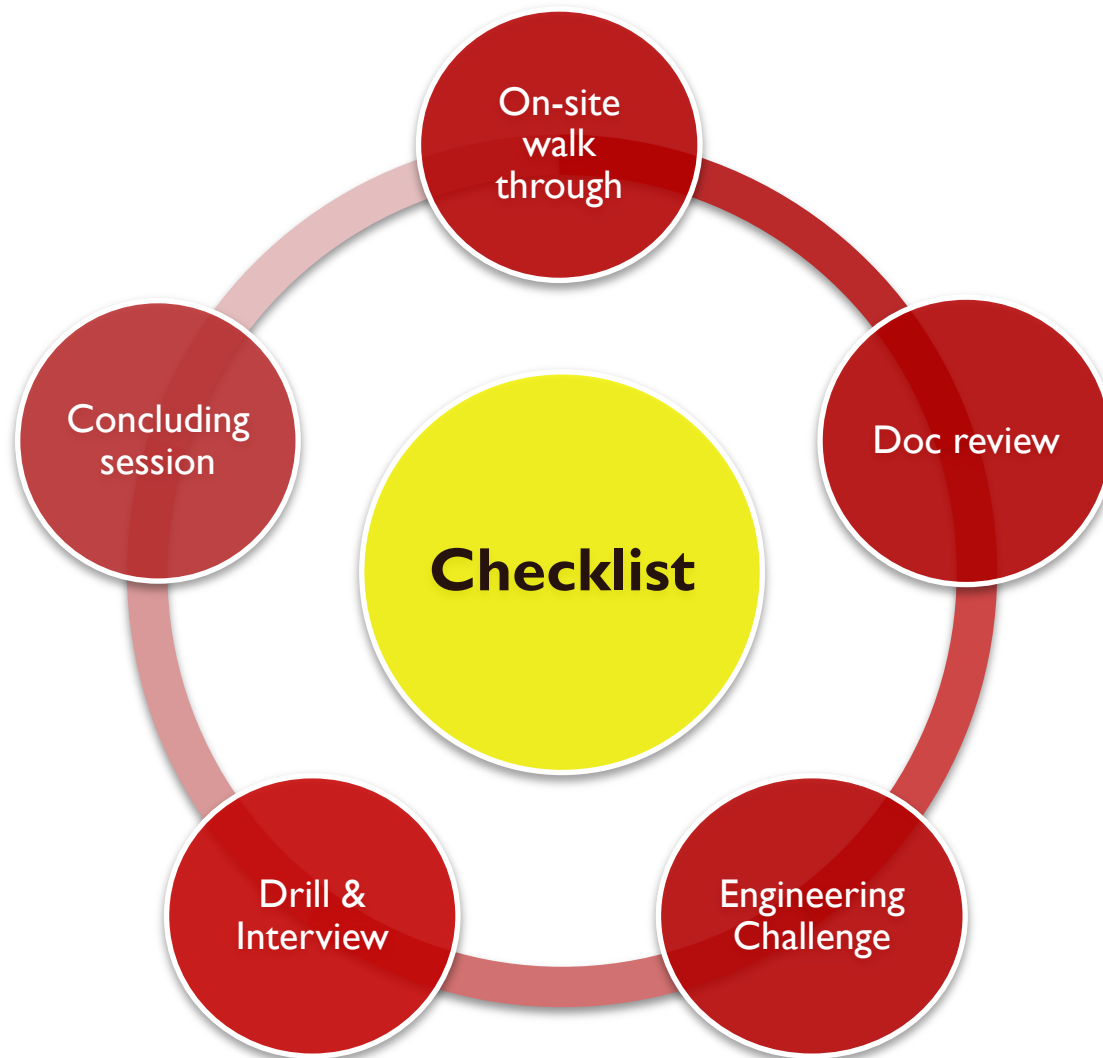 On-site
walk
through
Doc review
Engineering
Challenge
Drill &
Interview
Concluding
session
Checklist